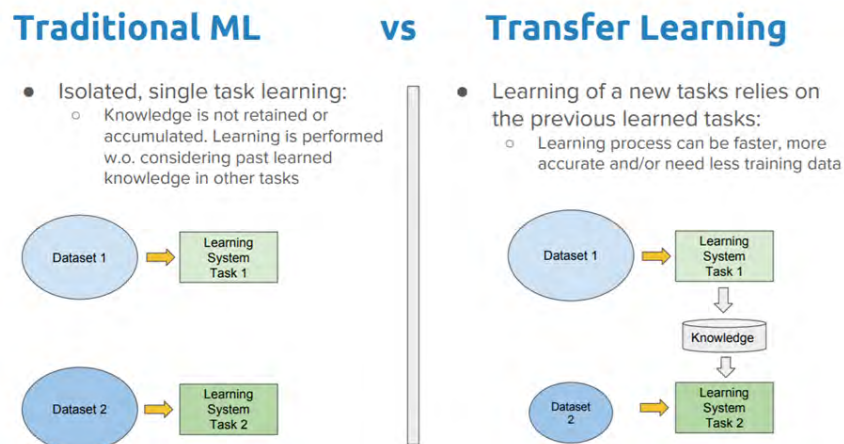 Traditional ML vs Transfer Learning
● Isolated, single task learning:
○ Knowledge is not retained or
accumulated. Learning is performed
w.o. considering past learned
knowledge in other tasks
Dataset 1
Learning
System
Task 1
Dataset 2
Learning
System
Task 2
● Learning of a new tasks relies on
the previous learned tasks:
○ Learning process can be faster, more
accurate and/or need less training data
Dataset 1
Learning
System
Task 1
Knowledge
Dataset
2
Learning
System
Task 2